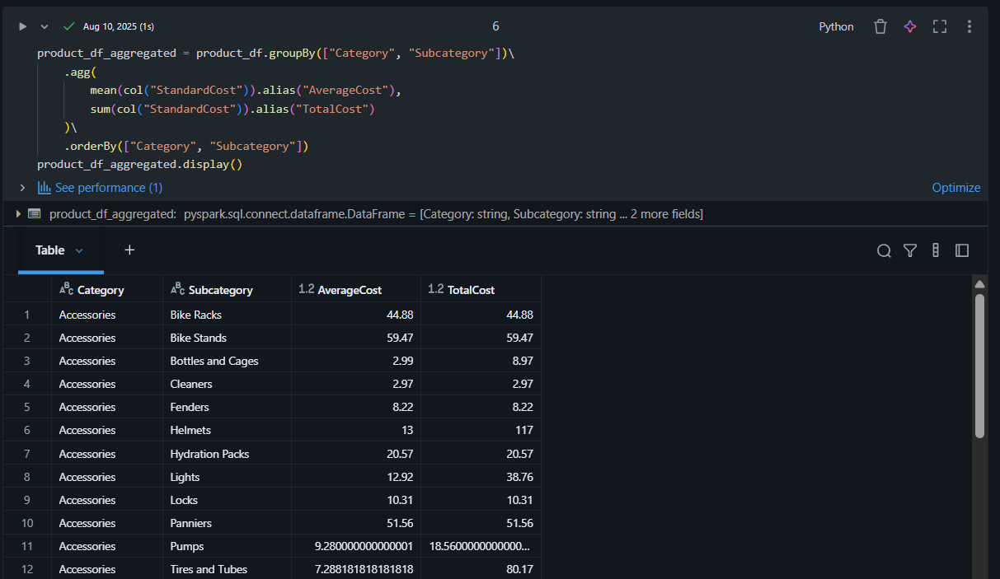 Aug 10, 2025 (1s)
6
Python
product_df_aggregated = product_df.groupBy(["Category", "Subcategory"])\
    .agg(
        mean(col("StandardCost")).alias("AverageCost"),
        sum(col("StandardCost")).alias("TotalCost")
    )\
    .orderBy(["Category", "Subcategory"])
product_df_aggregated.display()
See performance (1)
Optimize
product_df_aggregated: pyspark.sql.connect.dataframe.DataFrame = [Category: string, Subcategory: string ... 2 more fields]
Table +
ABC Category ABC Subcategory 1.2 AverageCost 1.2 TotalCost
1 Accessories Bike Racks 44.88 44.88
2 Accessories Bike Stands 59.47 59.47
3 Accessories Bottles and Cages 2.99 8.97
4 Accessories Cleaners 2.97 2.97
5 Accessories Fenders 8.22 8.22
6 Accessories Helmets 13 117
7 Accessories Hydration Packs 20.57 20.57
8 Accessories Lights 12.92 38.76
9 Accessories Locks 10.31 10.31
10 Accessories Panniers 51.56 51.56
11 Accessories Pumps 9.280000000000001 18.5600000000000...
12 Accessories Tires and Tubes 7.288181818181818 80.17